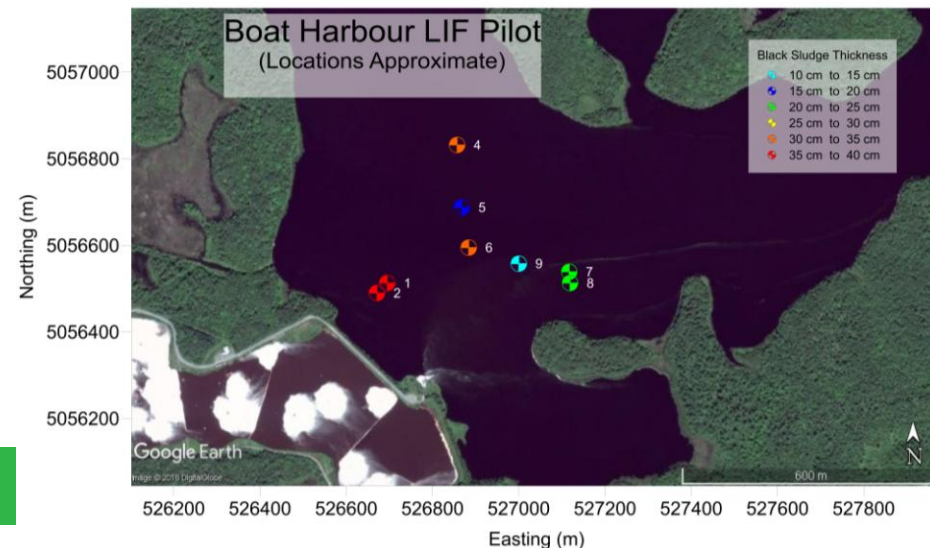 Boat Harbour LIF Pilot
(Locations Approximate)
Black Sludge Thickness
10 cm to 15 cm
15 cm to 20 cm
20 cm to 25 cm
25 cm to 30 cm
30 cm to 35 cm
35 cm to 40 cm
5057000
5056800
5056600
5056400
5056200
Northing (m)
4
5
6
9
7
8
1
2
Google Earth
Image © 2018 DigitalGlobe
N
600 m
526200 526400 526600 526800 527000 527200 527400 527600 527800
Easting (m)